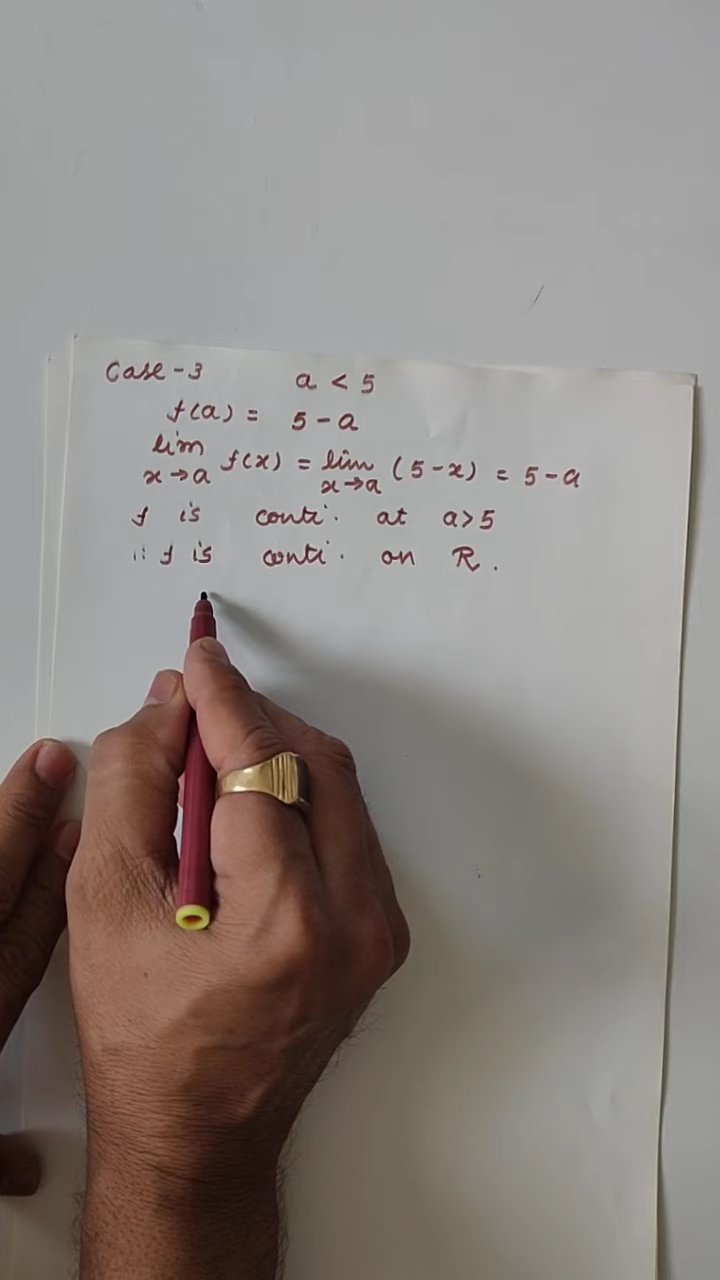 Case - 3 a < 5
f(a) = 5 - a
lim x→a f(x) = lim x→a (5 - x) = 5 - a
f is conti. at a > 5
∴ f is conti. on R.